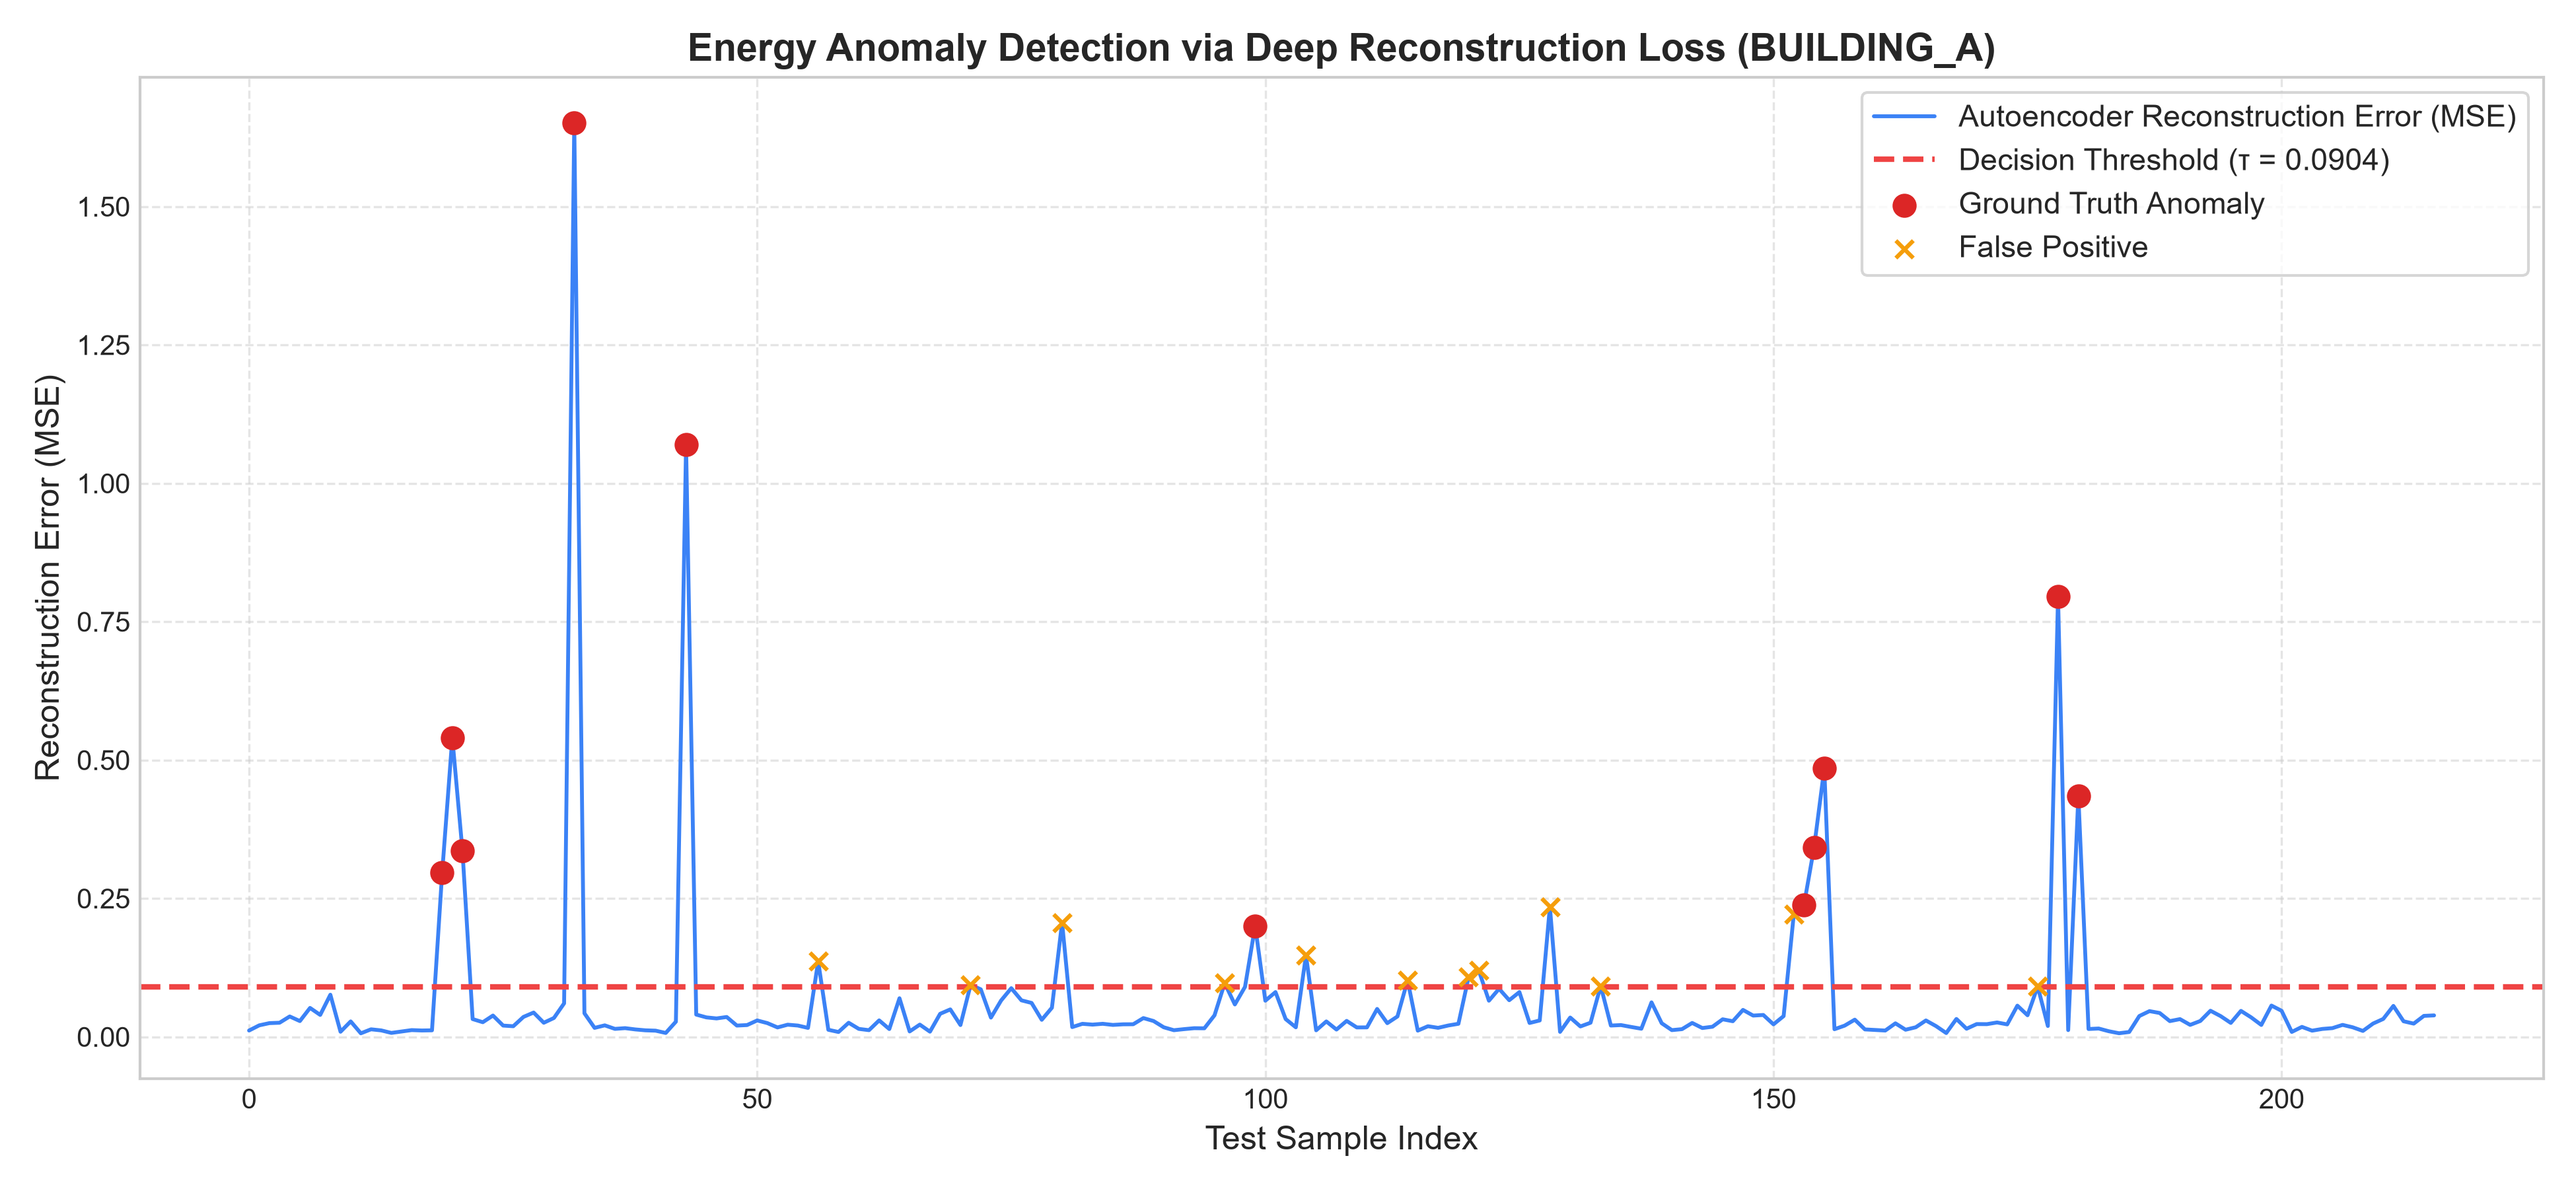 Energy Anomaly Detection via Deep Reconstruction Loss (BUILDING_A)
Autoencoder Reconstruction Error (MSE)
Decision Threshold (τ = 0.0904)
Ground Truth Anomaly
False Positive
Reconstruction Error (MSE)
1.50
1.25
1.00
0.75
0.50
0.25
0.00
0 50 100 150 200
Test Sample Index